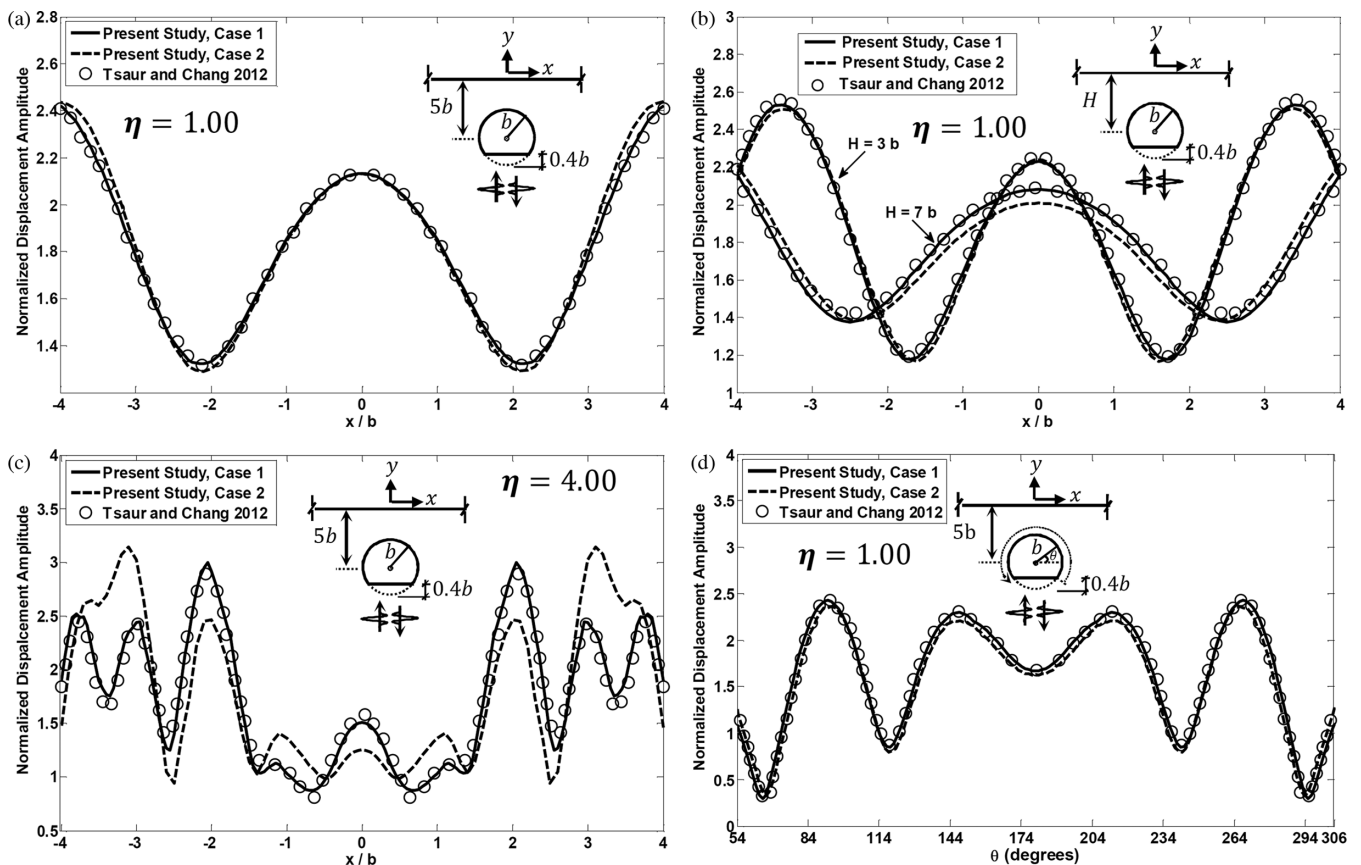 (a)
Present Study, Case 1
Present Study, Case 2
Tsaur and Chang 2012
η = 1.00
y
x
5b
b
0.4b
Normalized Displacement Amplitude
2.8
2.6
2.4
2.2
2
1.8
1.6
1.4
-4 -3 -2 -1 0 1 2 3 4
x / b
(b)
Present Study, Case 1
Present Study, Case 2
Tsaur and Chang 2012
η = 1.00
y
x
H
b
0.4b
H = 3 b
H = 7 b
Normalized Displacement Amplitude
3
2.8
2.6
2.4
2.2
2
1.8
1.6
1.4
1.2
1
-4 -3 -2 -1 0 1 2 3 4
x / b
(c)
Present Study, Case 1
Present Study, Case 2
Tsaur and Chang 2012
η = 4.00
y
x
5b
b
0.4b
Normalized Dispalcement Amplitude
4
3.5
3
2.5
2
1.5
1
0.5
-4 -3 -2 -1 0 1 2 3 4
x / b
(d)
Present Study, Case 1
Present Study, Case 2
Tsaur and Chang 2012
η = 1.00
y
x
5b
b
θ
0.4b
Normalized Displacement Amplitude
4
3.5
3
2.5
2
1.5
1
0.5
0
54 84 114 144 174 204 234 264 294 306
θ (degrees)